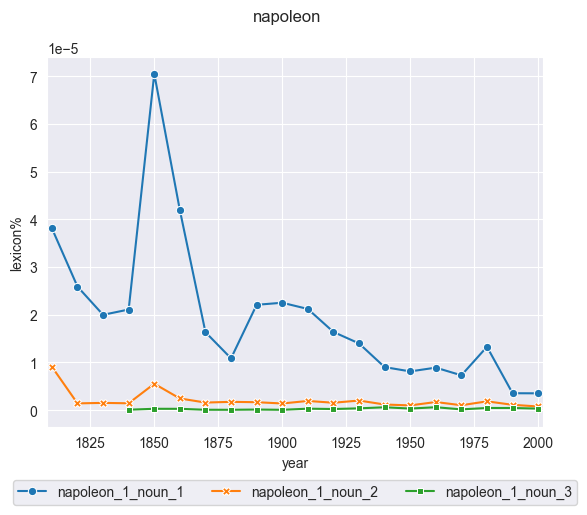 napoleon
1e−5
7
6
5
4
3
2
1
0
lexicon%
1825 1850 1875 1900 1925 1950 1975 2000
year
napoleon_1_noun_1 napoleon_1_noun_2 napoleon_1_noun_3